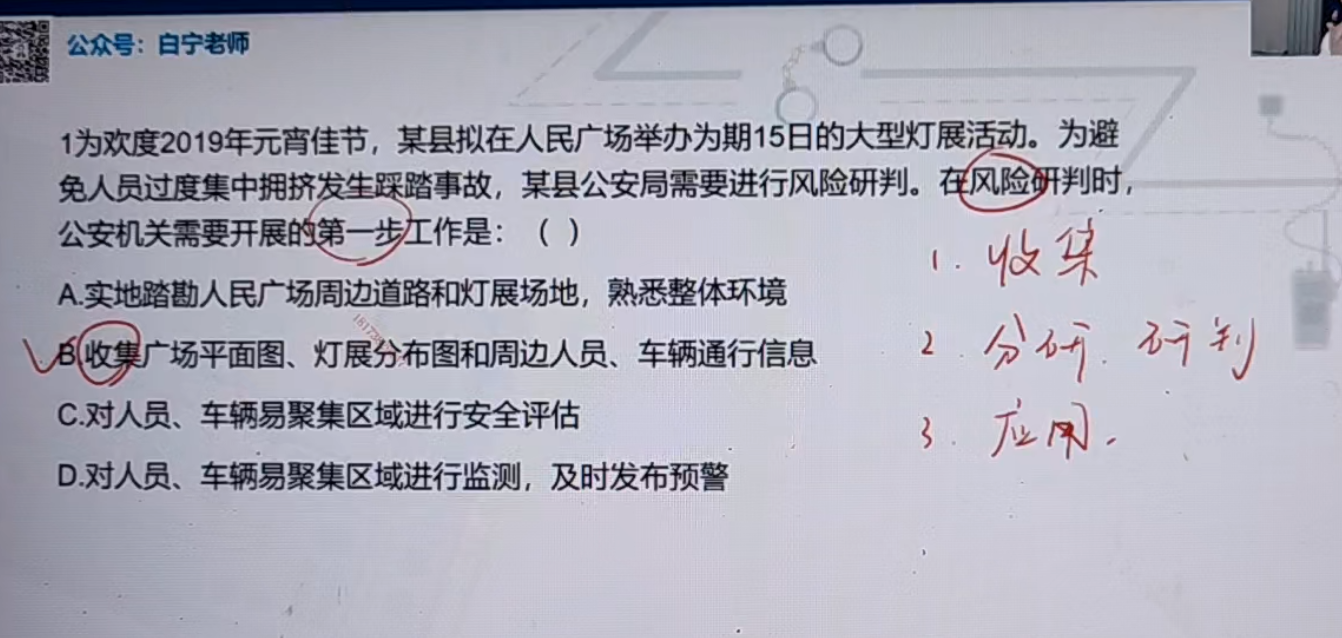 公众号：白宁老师
1为欢度2019年元宵佳节，某县拟在人民广场举办为期15日的大型灯展活动。为避
免人员过度集中拥挤发生踩踏事故，某县公安局需要进行风险研判。在风险研判时，
公安机关需要开展的第一步工作是：（ ）
A.实地踏勘人民广场周边道路和灯展场地，熟悉整体环境
B.收集广场平面图、灯展分布图和周边人员、车辆通行信息
C.对人员、车辆易聚集区域进行安全评估
D.对人员、车辆易聚集区域进行监测，及时发布预警
1. 收集
2. 分研. 研判
3. 应用.